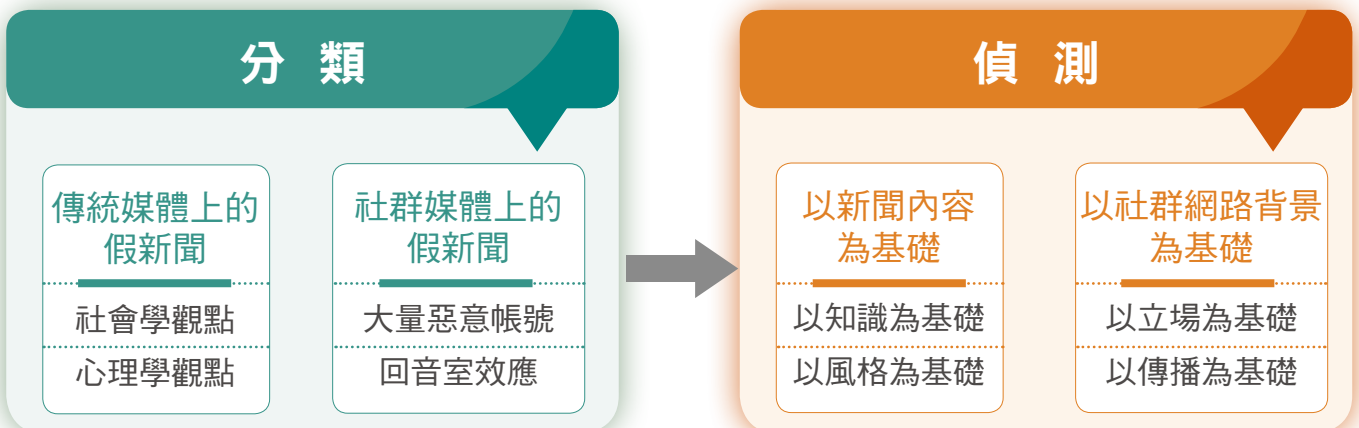 分類
傳統媒體上的
假新聞
社會學觀點
心理學觀點
社群媒體上的
假新聞
大量惡意帳號
回音室效應
偵測
以新聞內容
為基礎
以知識為基礎
以風格為基礎
以社群網路背景
為基礎
以立場為基礎
以傳播為基礎